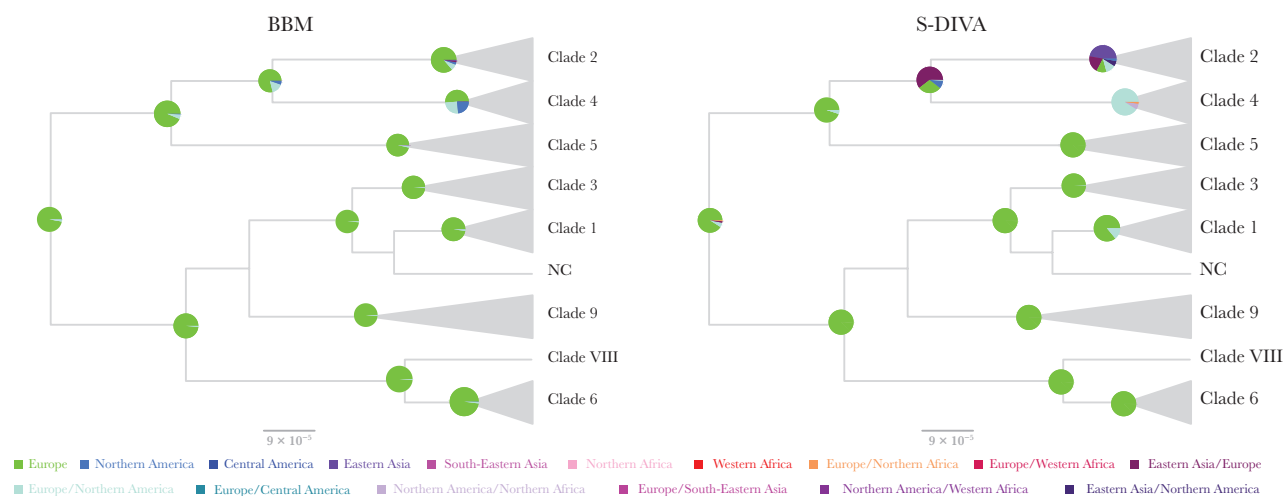 BBM
S-DIVA
Clade 2
Clade 4
Clade 5
Clade 3
Clade 1
NC
Clade 9
Clade VIII
Clade 6
9 × 10⁻⁵
Clade 2
Clade 4
Clade 5
Clade 3
Clade 1
NC
Clade 9
Clade VIII
Clade 6
9 × 10⁻⁵
Europe Northern America Central America Eastern Asia South-Eastern Asia Northern Africa Western Africa Europe/Northern Africa Europe/Western Africa Eastern Asia/Europe
Europe/Northern America Europe/Central America Northern America/Northern Africa Europe/South-Eastern Asia Northern America/Western Africa Eastern Asia/Northern America